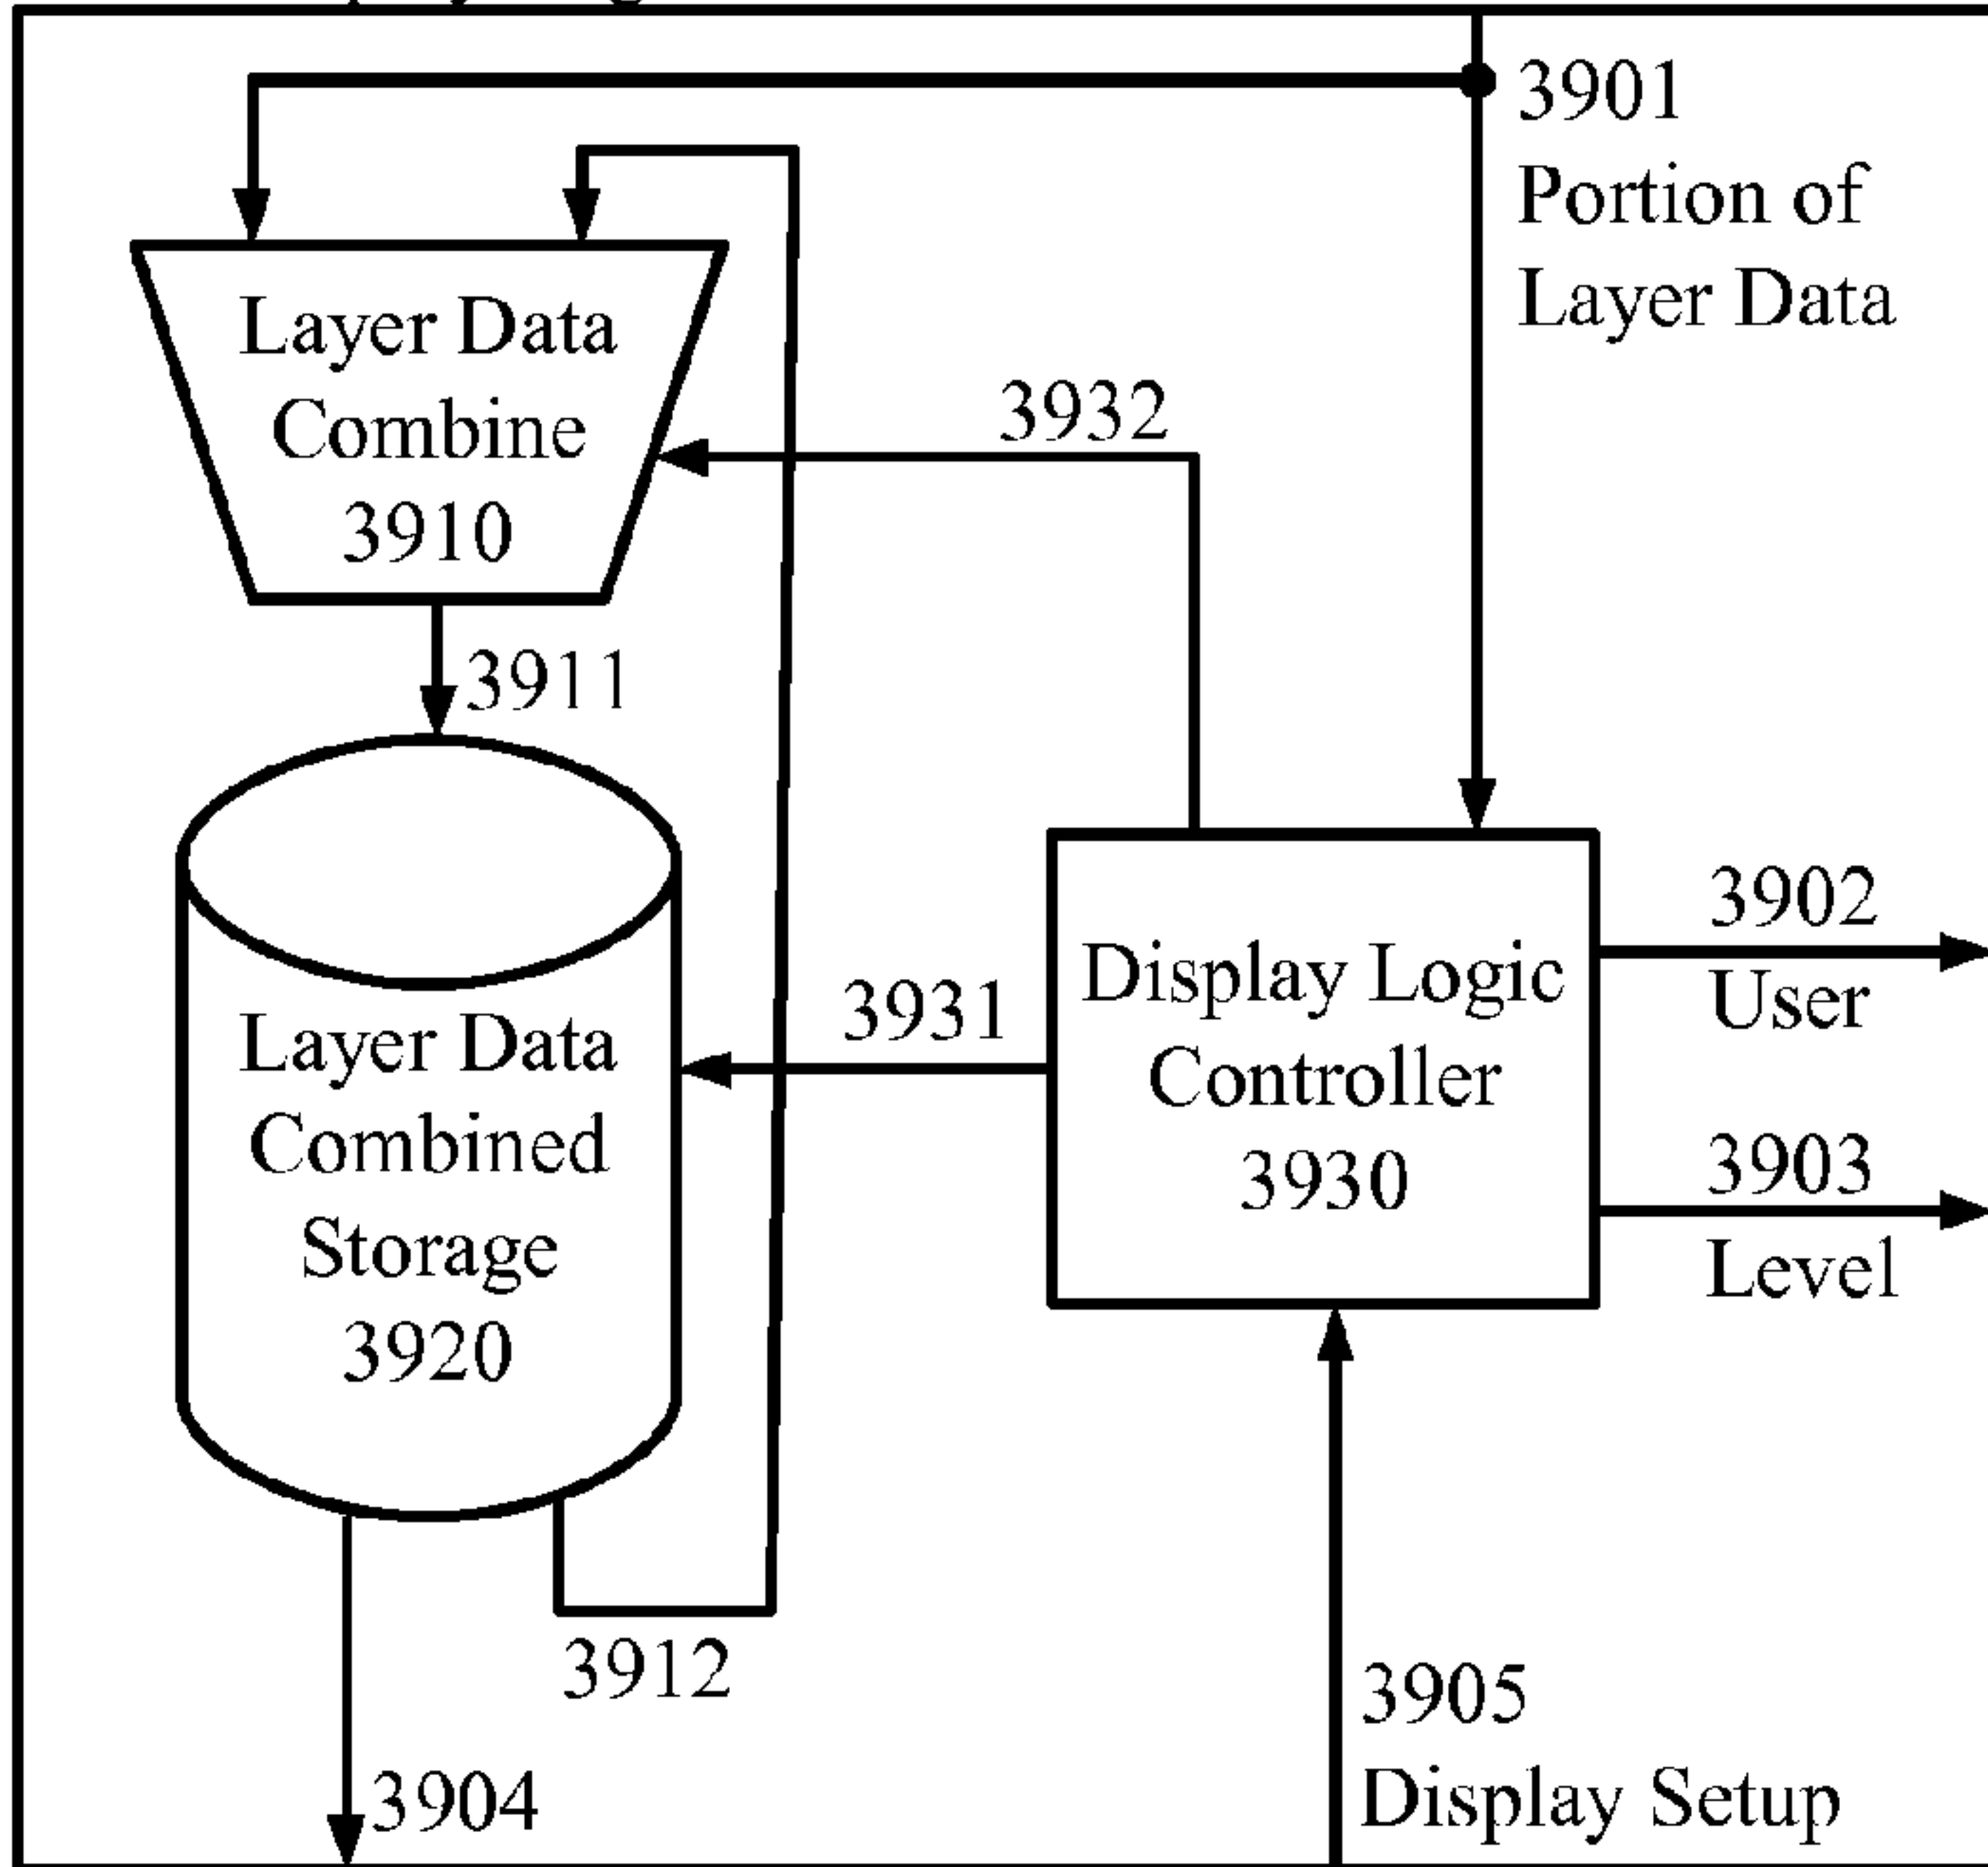 3901
Portion of
Layer Data
Layer Data
Combine
3910
3932
3911
Layer Data
Combined
Storage
3920
3931
Display Logic
Controller
3930
3902
User
3903
Level
3912
3904
3905
Display Setup